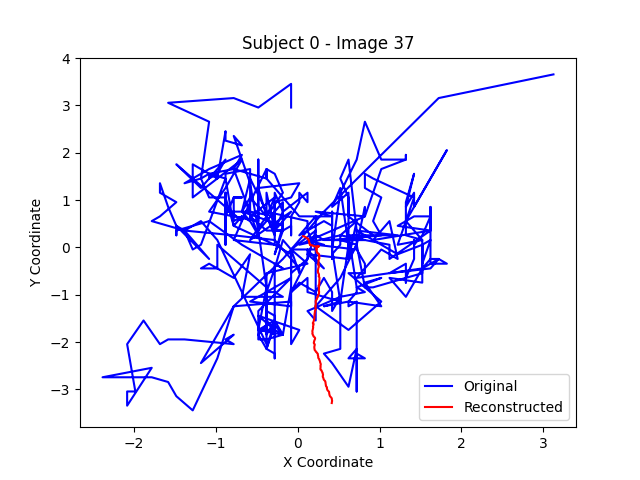 Subject 0 - Image 37
Y Coordinate
4
3
2
1
0
−1
−2
−3
−2
−1
0
1
2
3
X Coordinate
Original
Reconstructed